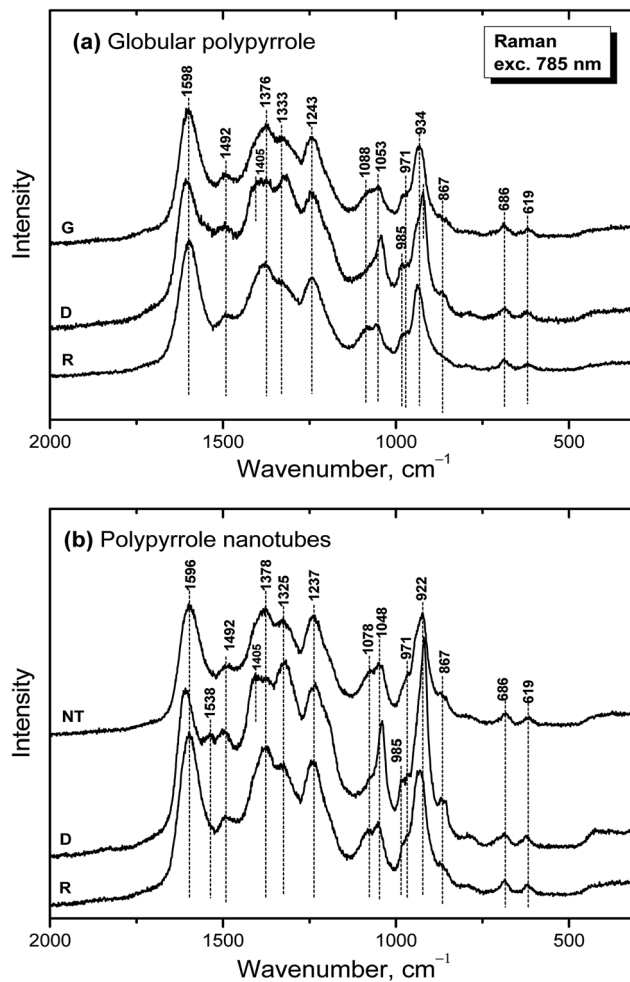 (a) Globular polypyrrole
Raman
exc. 785 nm
1598
1492
1405
1376
1333
1243
1088
1053
985
971
934
867
686
619
G
D
R
Intensity
2000
1500
1000
500
Wavenumber, cm⁻¹
(b) Polypyrrole nanotubes
1596
1538
1492
1405
1378
1325
1237
1078
1048
985
971
922
867
686
619
NT
D
R
Intensity
2000
1500
1000
500
Wavenumber, cm⁻¹